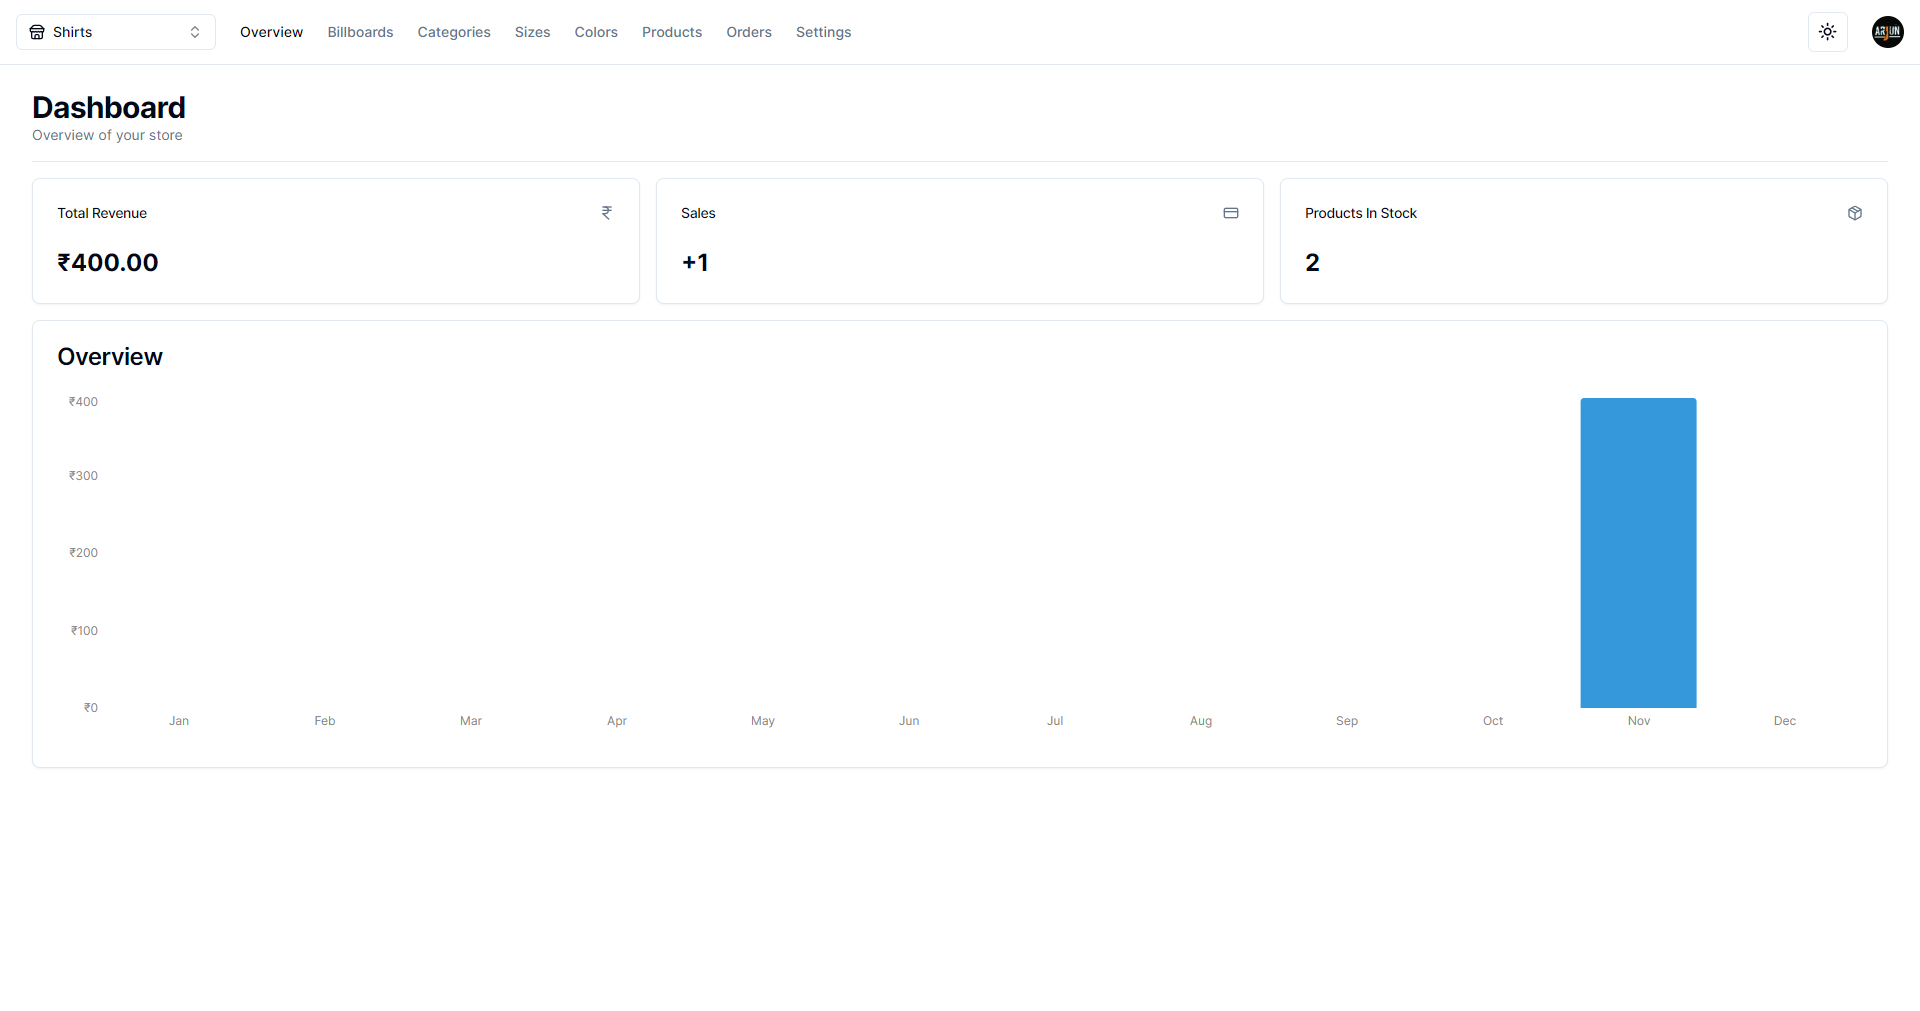 Shirts Overview Billboards Categories Sizes Colors Products Orders Settings ARJUN
Dashboard
Overview of your store
Total Revenue ₹
₹400.00
Sales
+1
Products In Stock
2
Overview
₹400
₹300
₹200
₹100
₹0
Jan Feb Mar Apr May Jun Jul Aug Sep Oct Nov Dec